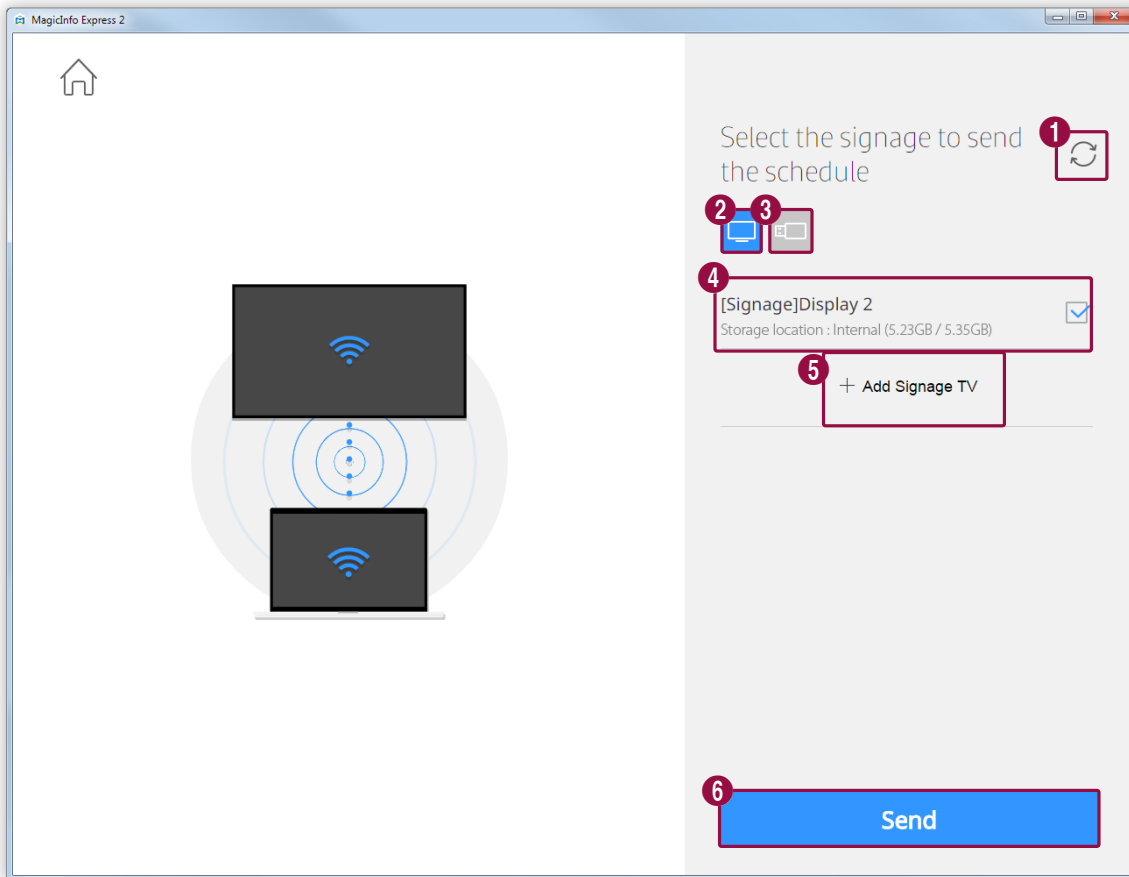 MagicInfo Express 2
Select the signage to send
the schedule
1
2
3
4
[Signage]Display 2
Storage location : Internal (5.23GB / 5.35GB)
5
+ Add Signage TV
6
Send